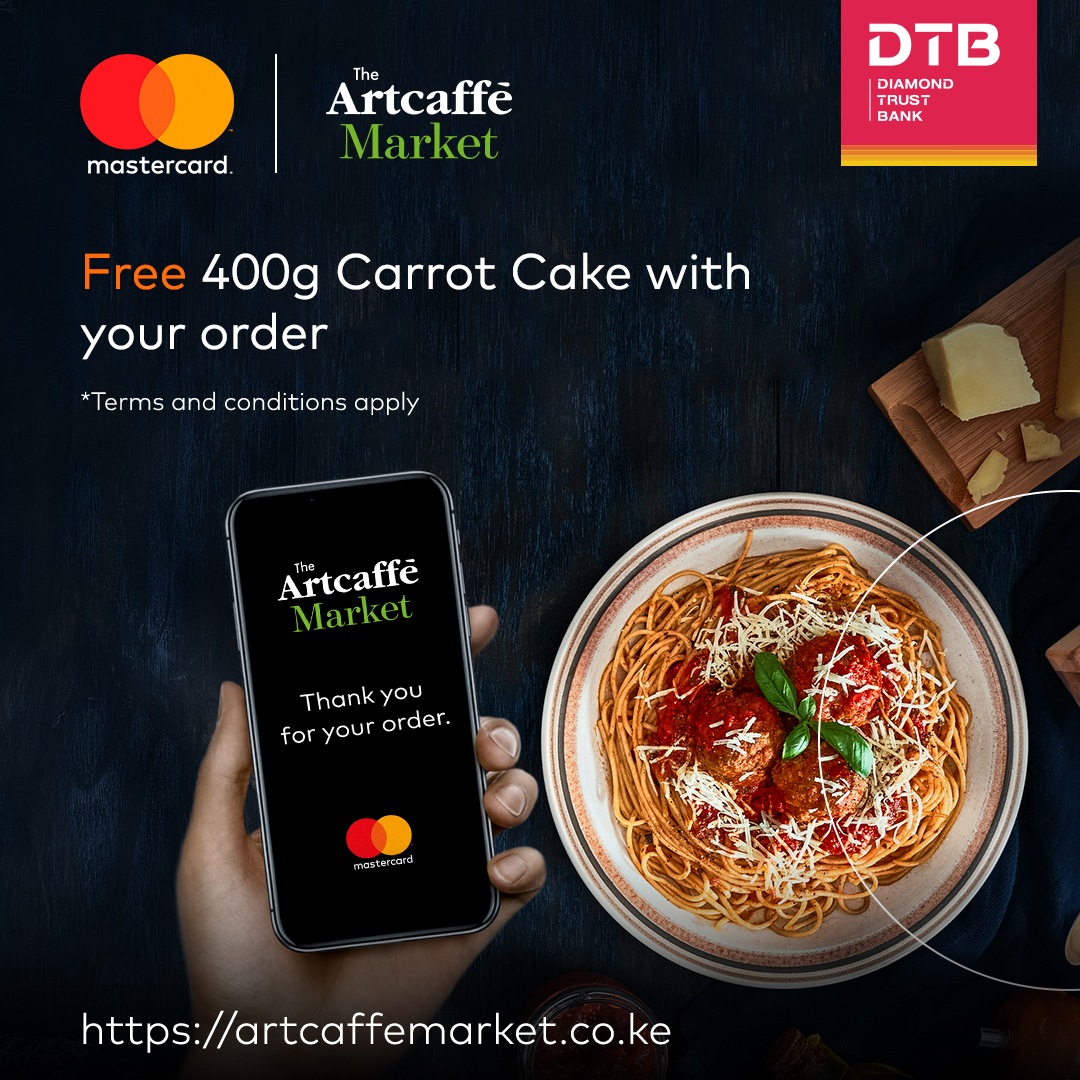 mastercard.
The
Artcaffē
Market
DTB
DIAMOND
TRUST
BANK
Free 400g Carrot Cake with
your order
*Terms and conditions apply
The
Artcaffē
Market
Thank you
for your order.
mastercard
https://artcaffemarket.co.ke